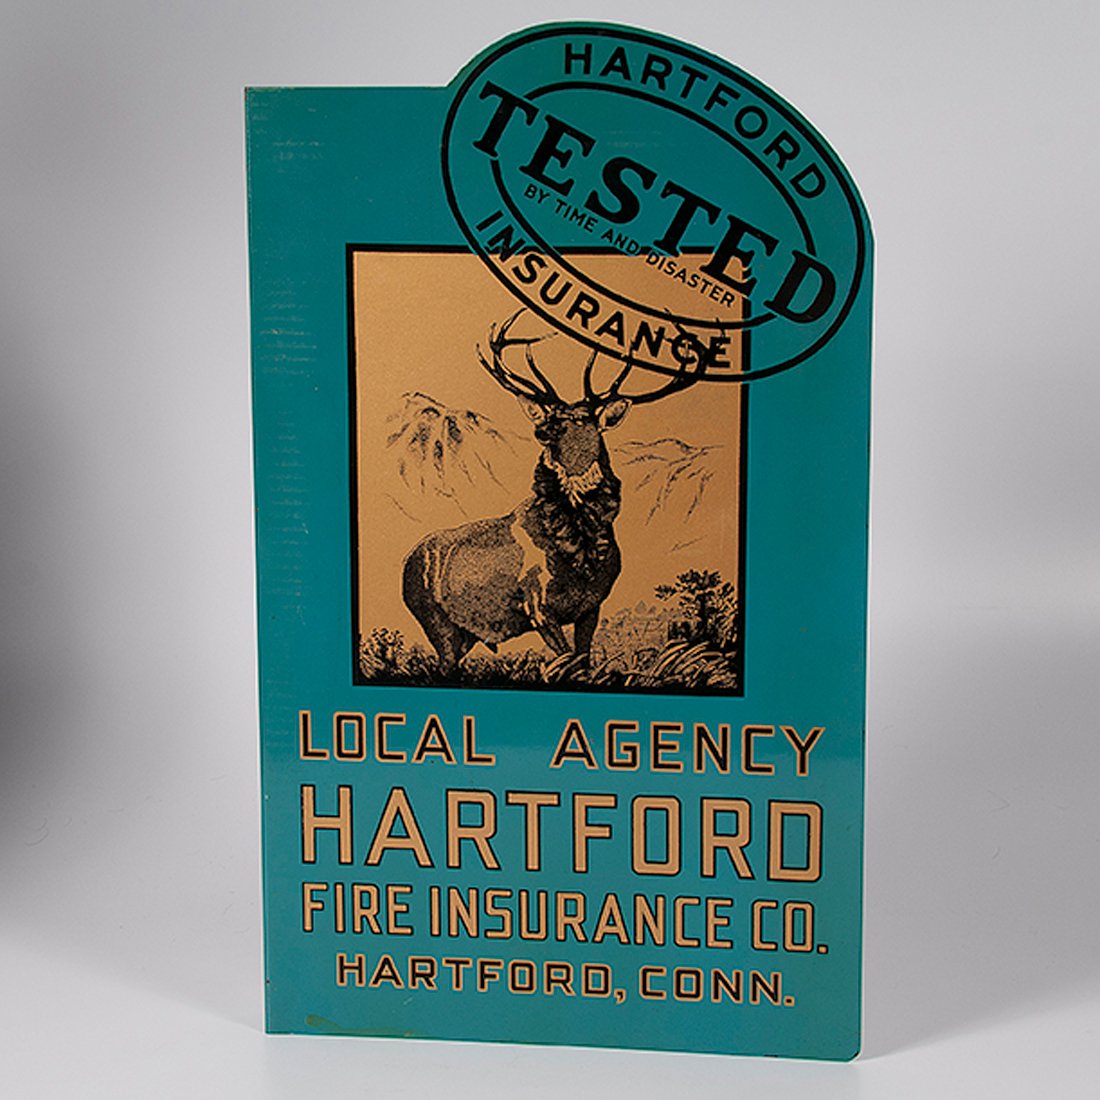 HARTFORD
TESTED
BY TIME AND DISASTER
INSURANCE
LOCAL AGENCY
HARTFORD
FIRE INSURANCE CO.
HARTFORD, CONN.